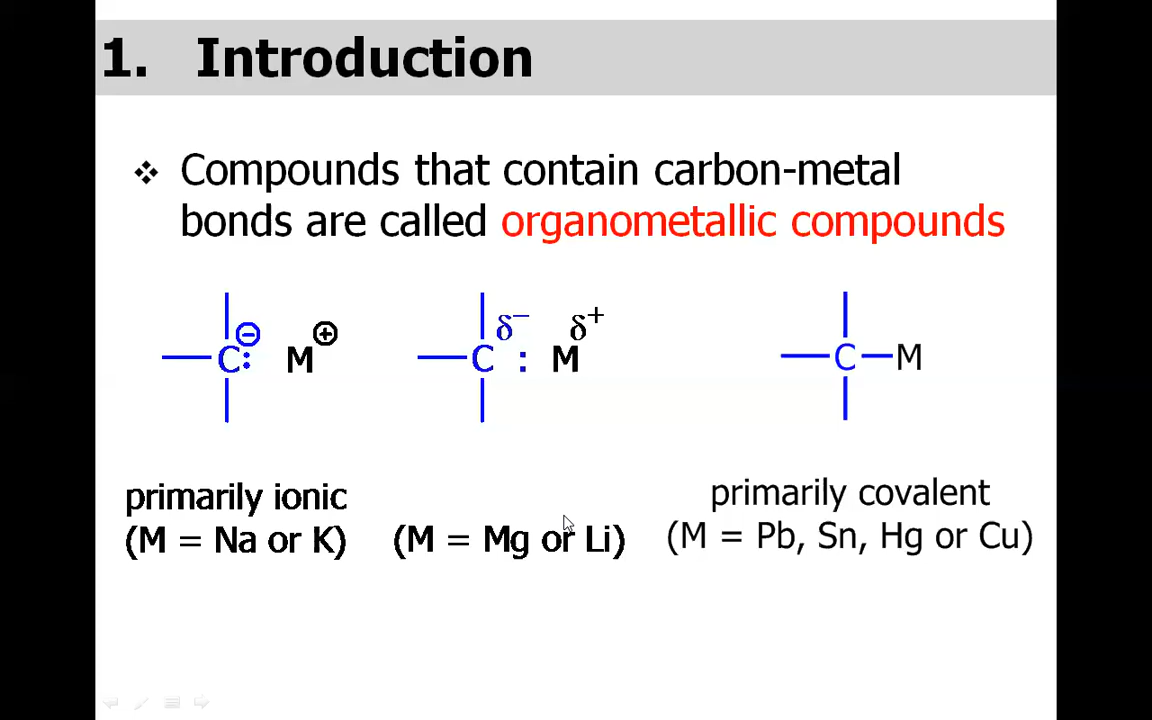 1. Introduction
❖ Compounds that contain carbon-metal
bonds are called organometallic compounds
C:⊖ M⊕
δ− δ+
C : M
C—M
primarily ionic
(M = Na or K)
(M = Mg or Li)
primarily covalent
(M = Pb, Sn, Hg or Cu)